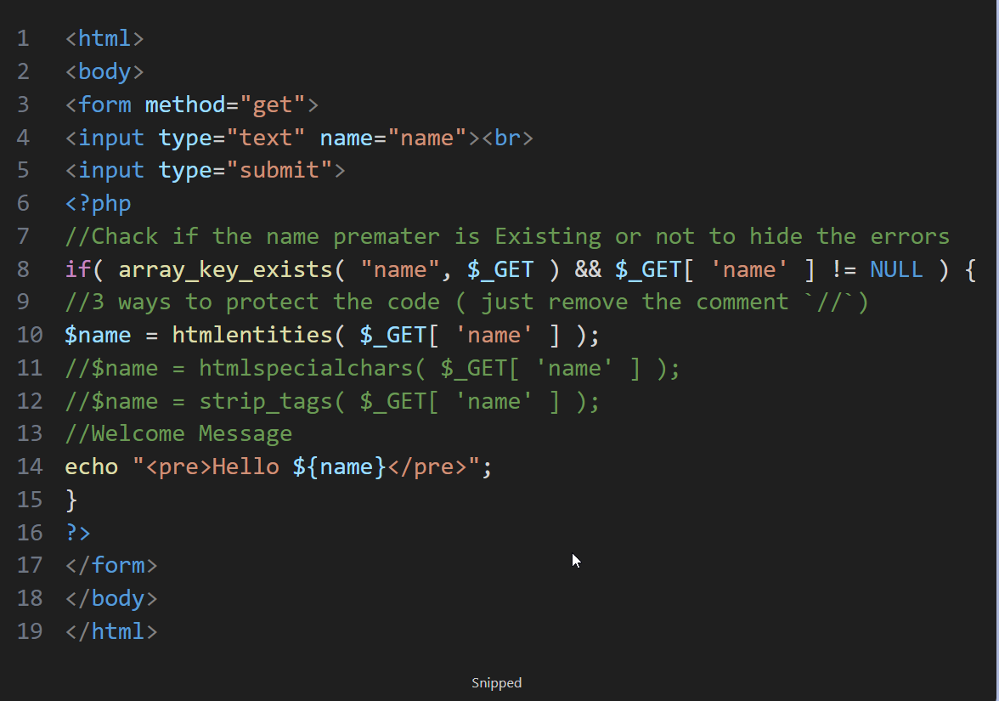 1 <html>
2 <body>
3 <form method="get">
4 <input type="text" name="name"><br>
5 <input type="submit">
6 <?php
7 //Chack if the name premater is Existing or not to hide the errors
8 if( array_key_exists( "name", $_GET ) && $_GET[ 'name' ] != NULL ) {
9 //3 ways to protect the code ( just remove the comment `//`)
10 $name = htmlentities( $_GET[ 'name' ] );
11 //$name = htmlspecialchars( $_GET[ 'name' ] );
12 //$name = strip_tags( $_GET[ 'name' ] );
13 //Welcome Message
14 echo "<pre>Hello ${name}</pre>";
15 }
16 ?>
17 </form>
18 </body>
19 </html>
Snipped